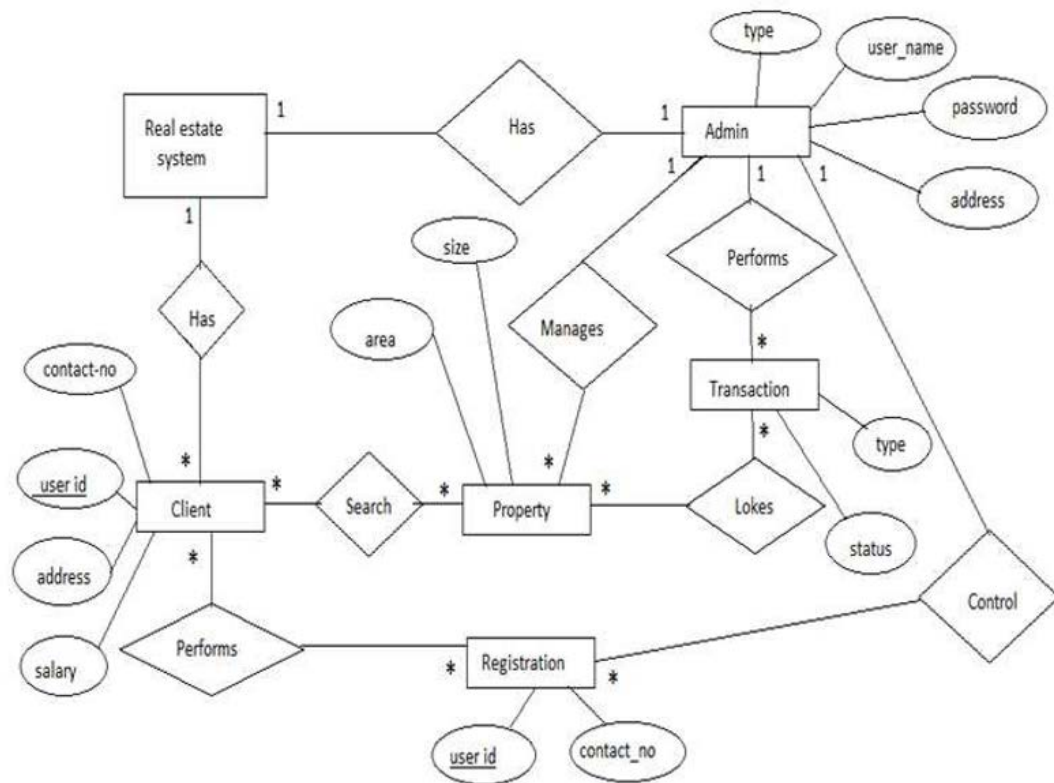 type
user_name
password
address
Real estate
system
1
Has
1
Admin
1
1
1
1
Has
size
area
Manages
Performs
contact-no
*
Transaction
type
*
status
user id
*
Client
*
Search
*
Property
*
*
Lokes
address
salary
*
Performs
*
Registration
*
Control
user id
contact_no